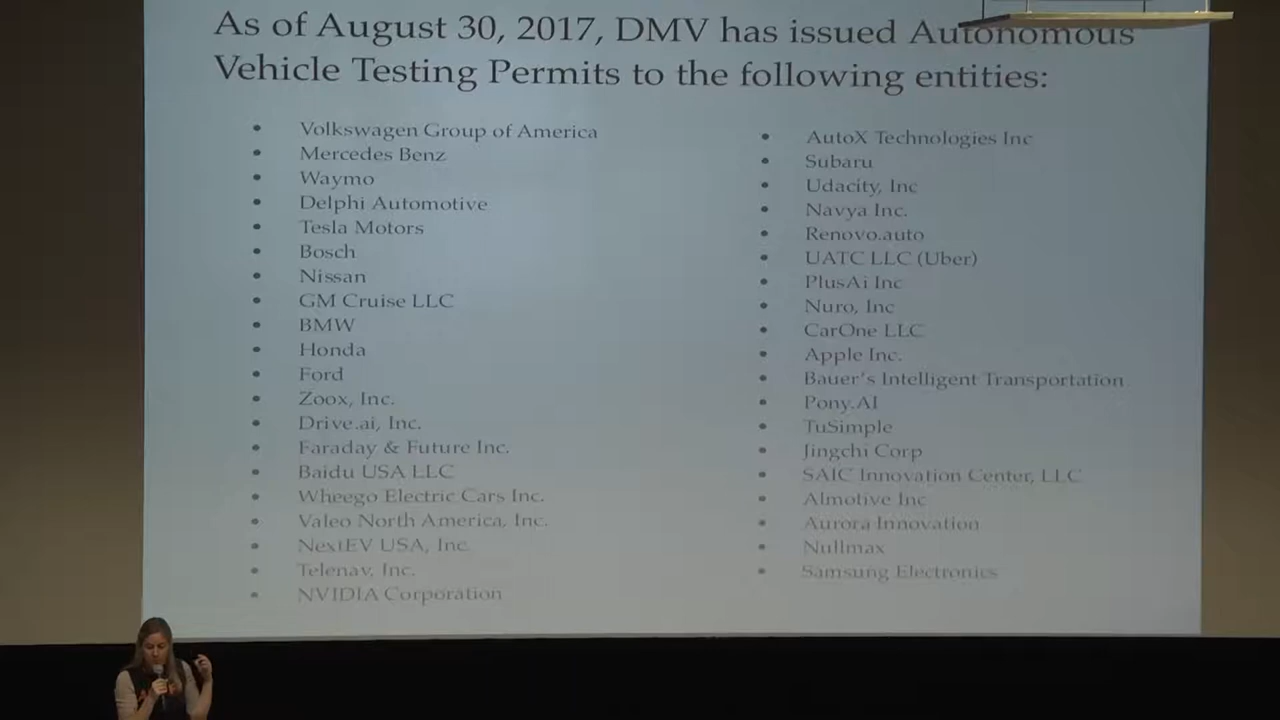 As of August 30, 2017, DMV has issued Autonomous
Vehicle Testing Permits to the following entities:
Volkswagen Group of America
Mercedes Benz
Waymo
Delphi Automotive
Tesla Motors
Bosch
Nissan
GM Cruise LLC
BMW
Honda
Ford
Zoox, Inc.
Drive.ai, Inc.
Faraday & Future Inc.
Baidu USA LLC
Wheego Electric Cars Inc.
Valeo North America, Inc.
NextEV USA, Inc.
Telenav, Inc.
NVIDIA Corporation
AutoX Technologies Inc
Subaru
Udacity, Inc
Navya Inc.
Renovo.auto
UATC LLC (Uber)
PlusAi Inc
Nuro, Inc
CarOne LLC
Apple Inc.
Bauer's Intelligent Transportation
Pony.AI
TuSimple
Jingchi Corp
SAIC Innovation Center, LLC
AImotive Inc
Aurora Innovation
Nullmax
Samsung Electronics